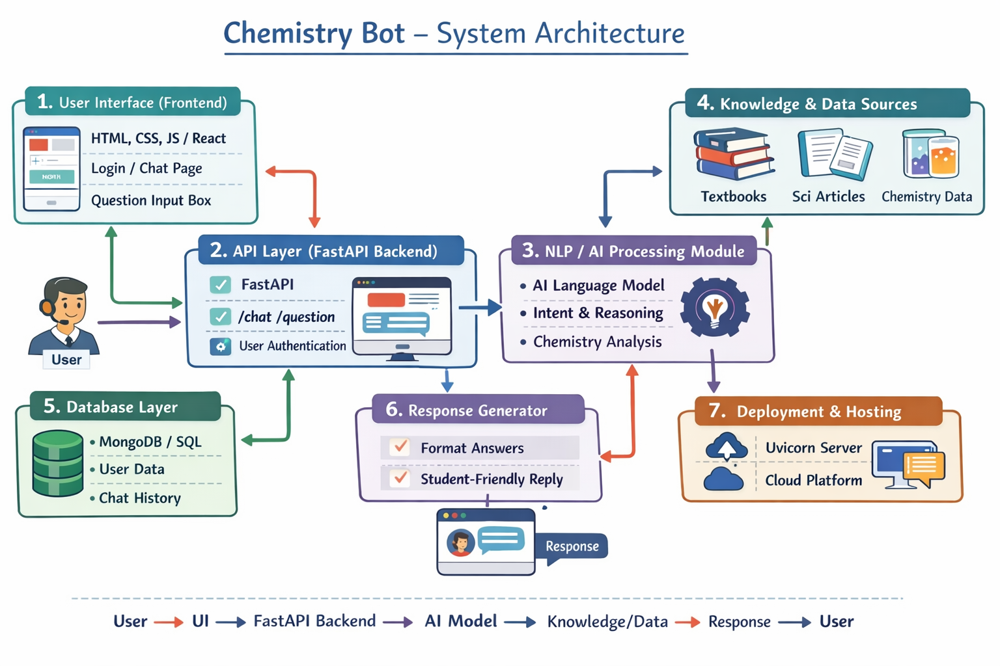 Chemistry Bot – System Architecture
1. User Interface (Frontend)
HTML, CSS, JS / React
Login / Chat Page
Question Input Box
4. Knowledge & Data Sources
Textbooks
Sci Articles
Chemistry Data
2. API Layer (FastAPI Backend)
FastAPI
/chat /question
User Authentication
3. NLP / AI Processing Module
• AI Language Model
• Intent & Reasoning
• Chemistry Analysis
User
5. Database Layer
• MongoDB / SQL
• User Data
• Chat History
6. Response Generator
Format Answers
Student-Friendly Reply
Response
7. Deployment & Hosting
Uvicorn Server
Cloud Platform
User → UI → FastAPI Backend → AI Model → Knowledge/Data → Response → User